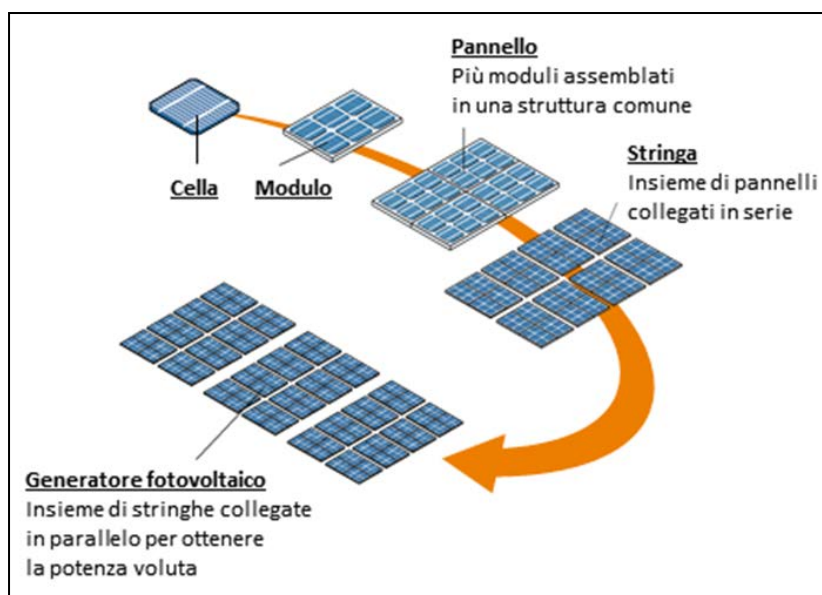 Pannello
Più moduli assemblati
in una struttura comune
Stringa
Insieme di pannelli
collegati in serie
Cella
Modulo
Generatore fotovoltaico
Insieme di stringhe collegate
in parallelo per ottenere
la potenza voluta